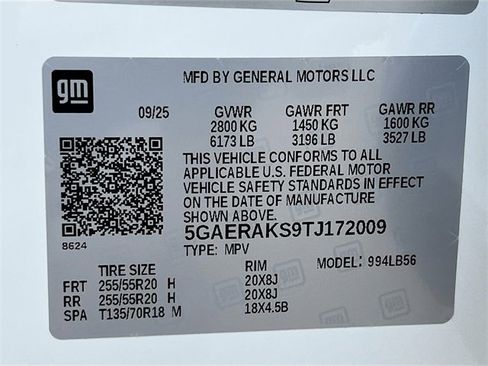 gm
MFD BY GENERAL MOTORS LLC
09/25 GVWR GAWR FRT GAWR RR
2800 KG 1450 KG 1600 KG
6173 LB 3196 LB 3527 LB
THIS VEHICLE CONFORMS TO ALL
APPLICABLE U.S. FEDERAL MOTOR
VEHICLE SAFETY STANDARDS IN EFFECT
ON THE DATE OF MANUFACTURE
SHOWN ABOVE.
8624
5GAERAKS9TJ172009
TYPE: MPV MODEL: 994LB56
TIRE SIZE RIM
FRT 255/55R20 H 20X8J
RR 255/55R20 H 20X8J
SPA T135/70R18 M 18X4.5B